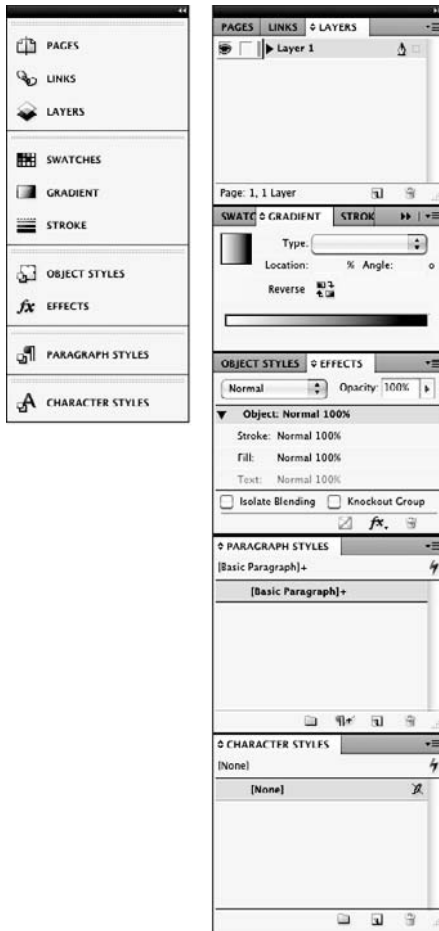 PAGES
LINKS
LAYERS
SWATCHES
GRADIENT
STROKE
OBJECT STYLES
fx EFFECTS
PARAGRAPH STYLES
A CHARACTER STYLES
PAGES LINKS LAYERS
Layer 1
Page: 1, 1 Layer
SWATC GRADIENT STROK
Type:
Location: % Angle: o
Reverse
OBJECT STYLES EFFECTS
Normal Opacity: 100%
Object: Normal 100%
Stroke: Normal 100%
Fill: Normal 100%
Text: Normal 100%
Isolate Blending Knockout Group
fx.
PARAGRAPH STYLES
[Basic Paragraph]+
[Basic Paragraph]+
CHARACTER STYLES
[None]
[None]